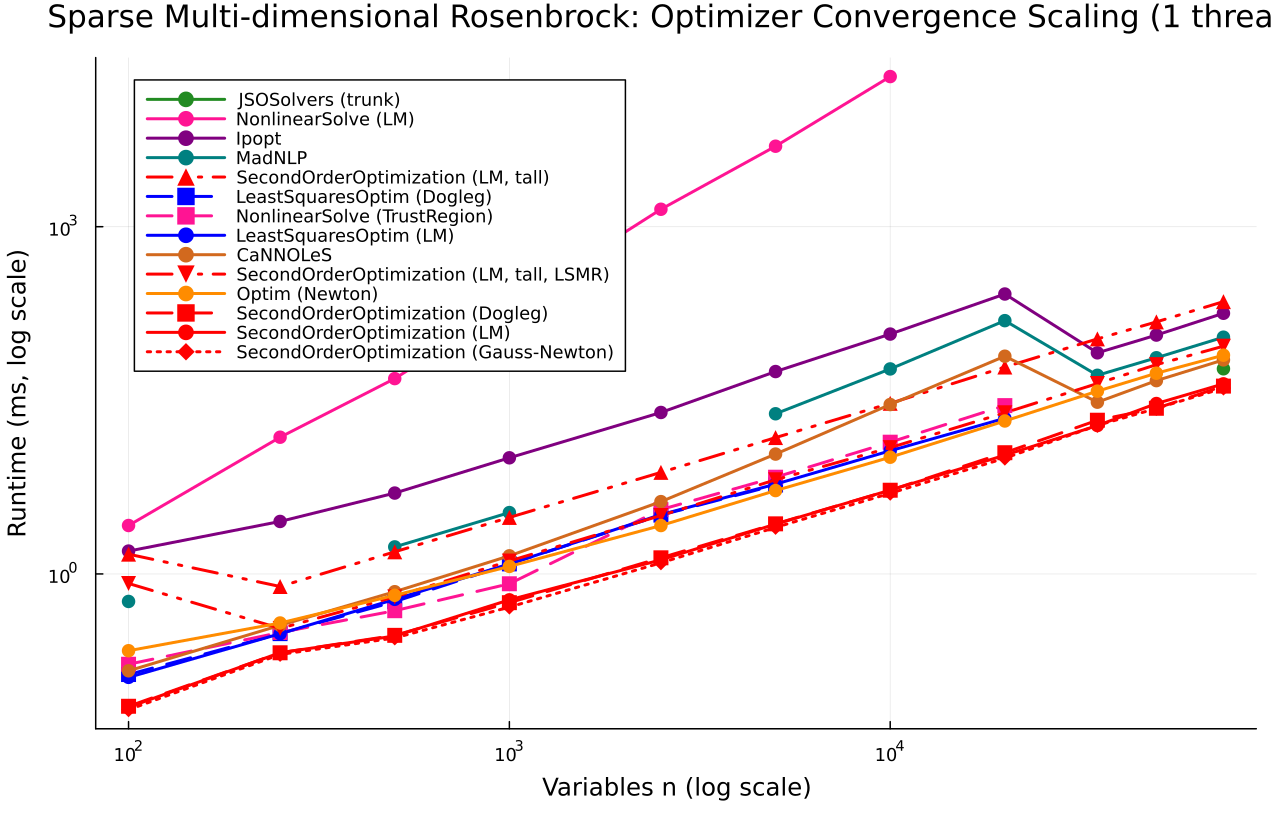 Sparse Multi-dimensional Rosenbrock: Optimizer Convergence Scaling (1 threa
JSOSolvers (trunk)
NonlinearSolve (LM)
Ipopt
MadNLP
SecondOrderOptimization (LM, tall)
LeastSquaresOptim (Dogleg)
NonlinearSolve (TrustRegion)
LeastSquaresOptim (LM)
CaNNOLeS
SecondOrderOptimization (LM, tall, LSMR)
Optim (Newton)
SecondOrderOptimization (Dogleg)
SecondOrderOptimization (LM)
SecondOrderOptimization (Gauss-Newton)
Runtime (ms, log scale)
10³
10⁰
10² 10³ 10⁴
Variables n (log scale)